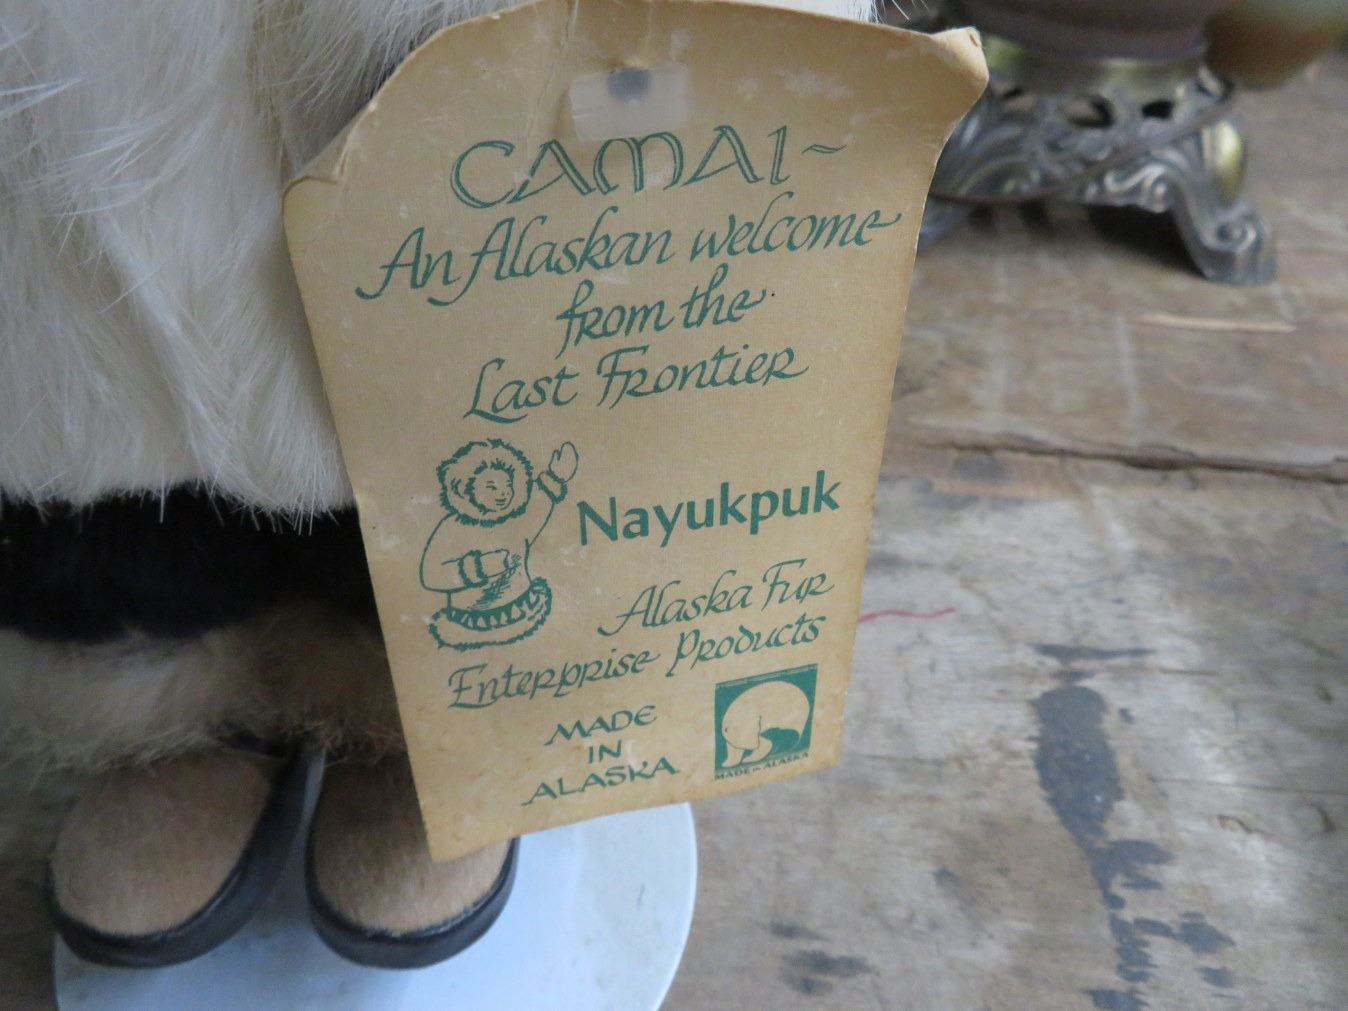 CAMAI~
An Alaskan welcome
from the
Last Frontier
Nayukpuk
Alaska Fur
Enterprise Products
MADE
IN
ALASKA
MADE IN ALASKA